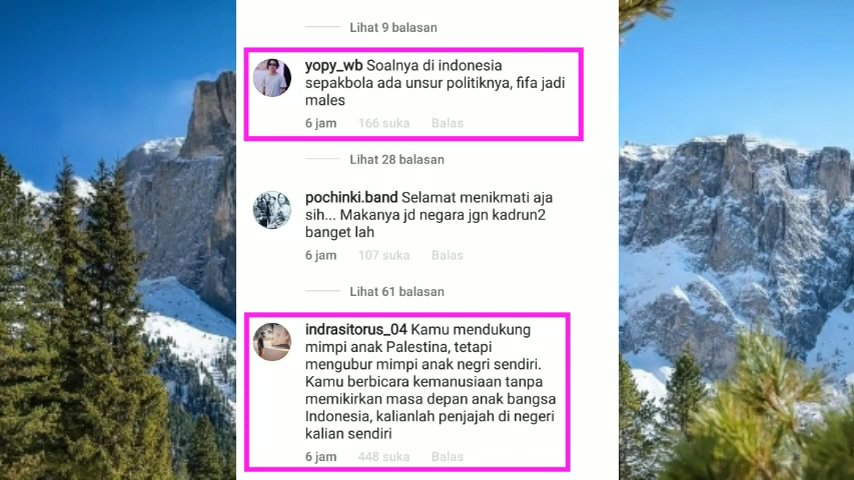 Lihat 9 balasan
yopy_wb Soalnya di indonesia
sepakbola ada unsur politiknya, fifa jadi
males
6 jam 166 suka Balas
Lihat 28 balasan
pochinki.band Selamat menikmati aja
sih... Makanya jd negara jgn kadrun2
banget lah
6 jam 107 suka Balas
Lihat 61 balasan
indrasitorus_04 Kamu mendukung
mimpi anak Palestina, tetapi
mengubur mimpi anak negri sendiri.
Kamu berbicara kemanusiaan tanpa
memikirkan masa depan anak bangsa
Indonesia, kalianlah penjajah di negeri
kalian sendiri
6 jam 448 suka Balas